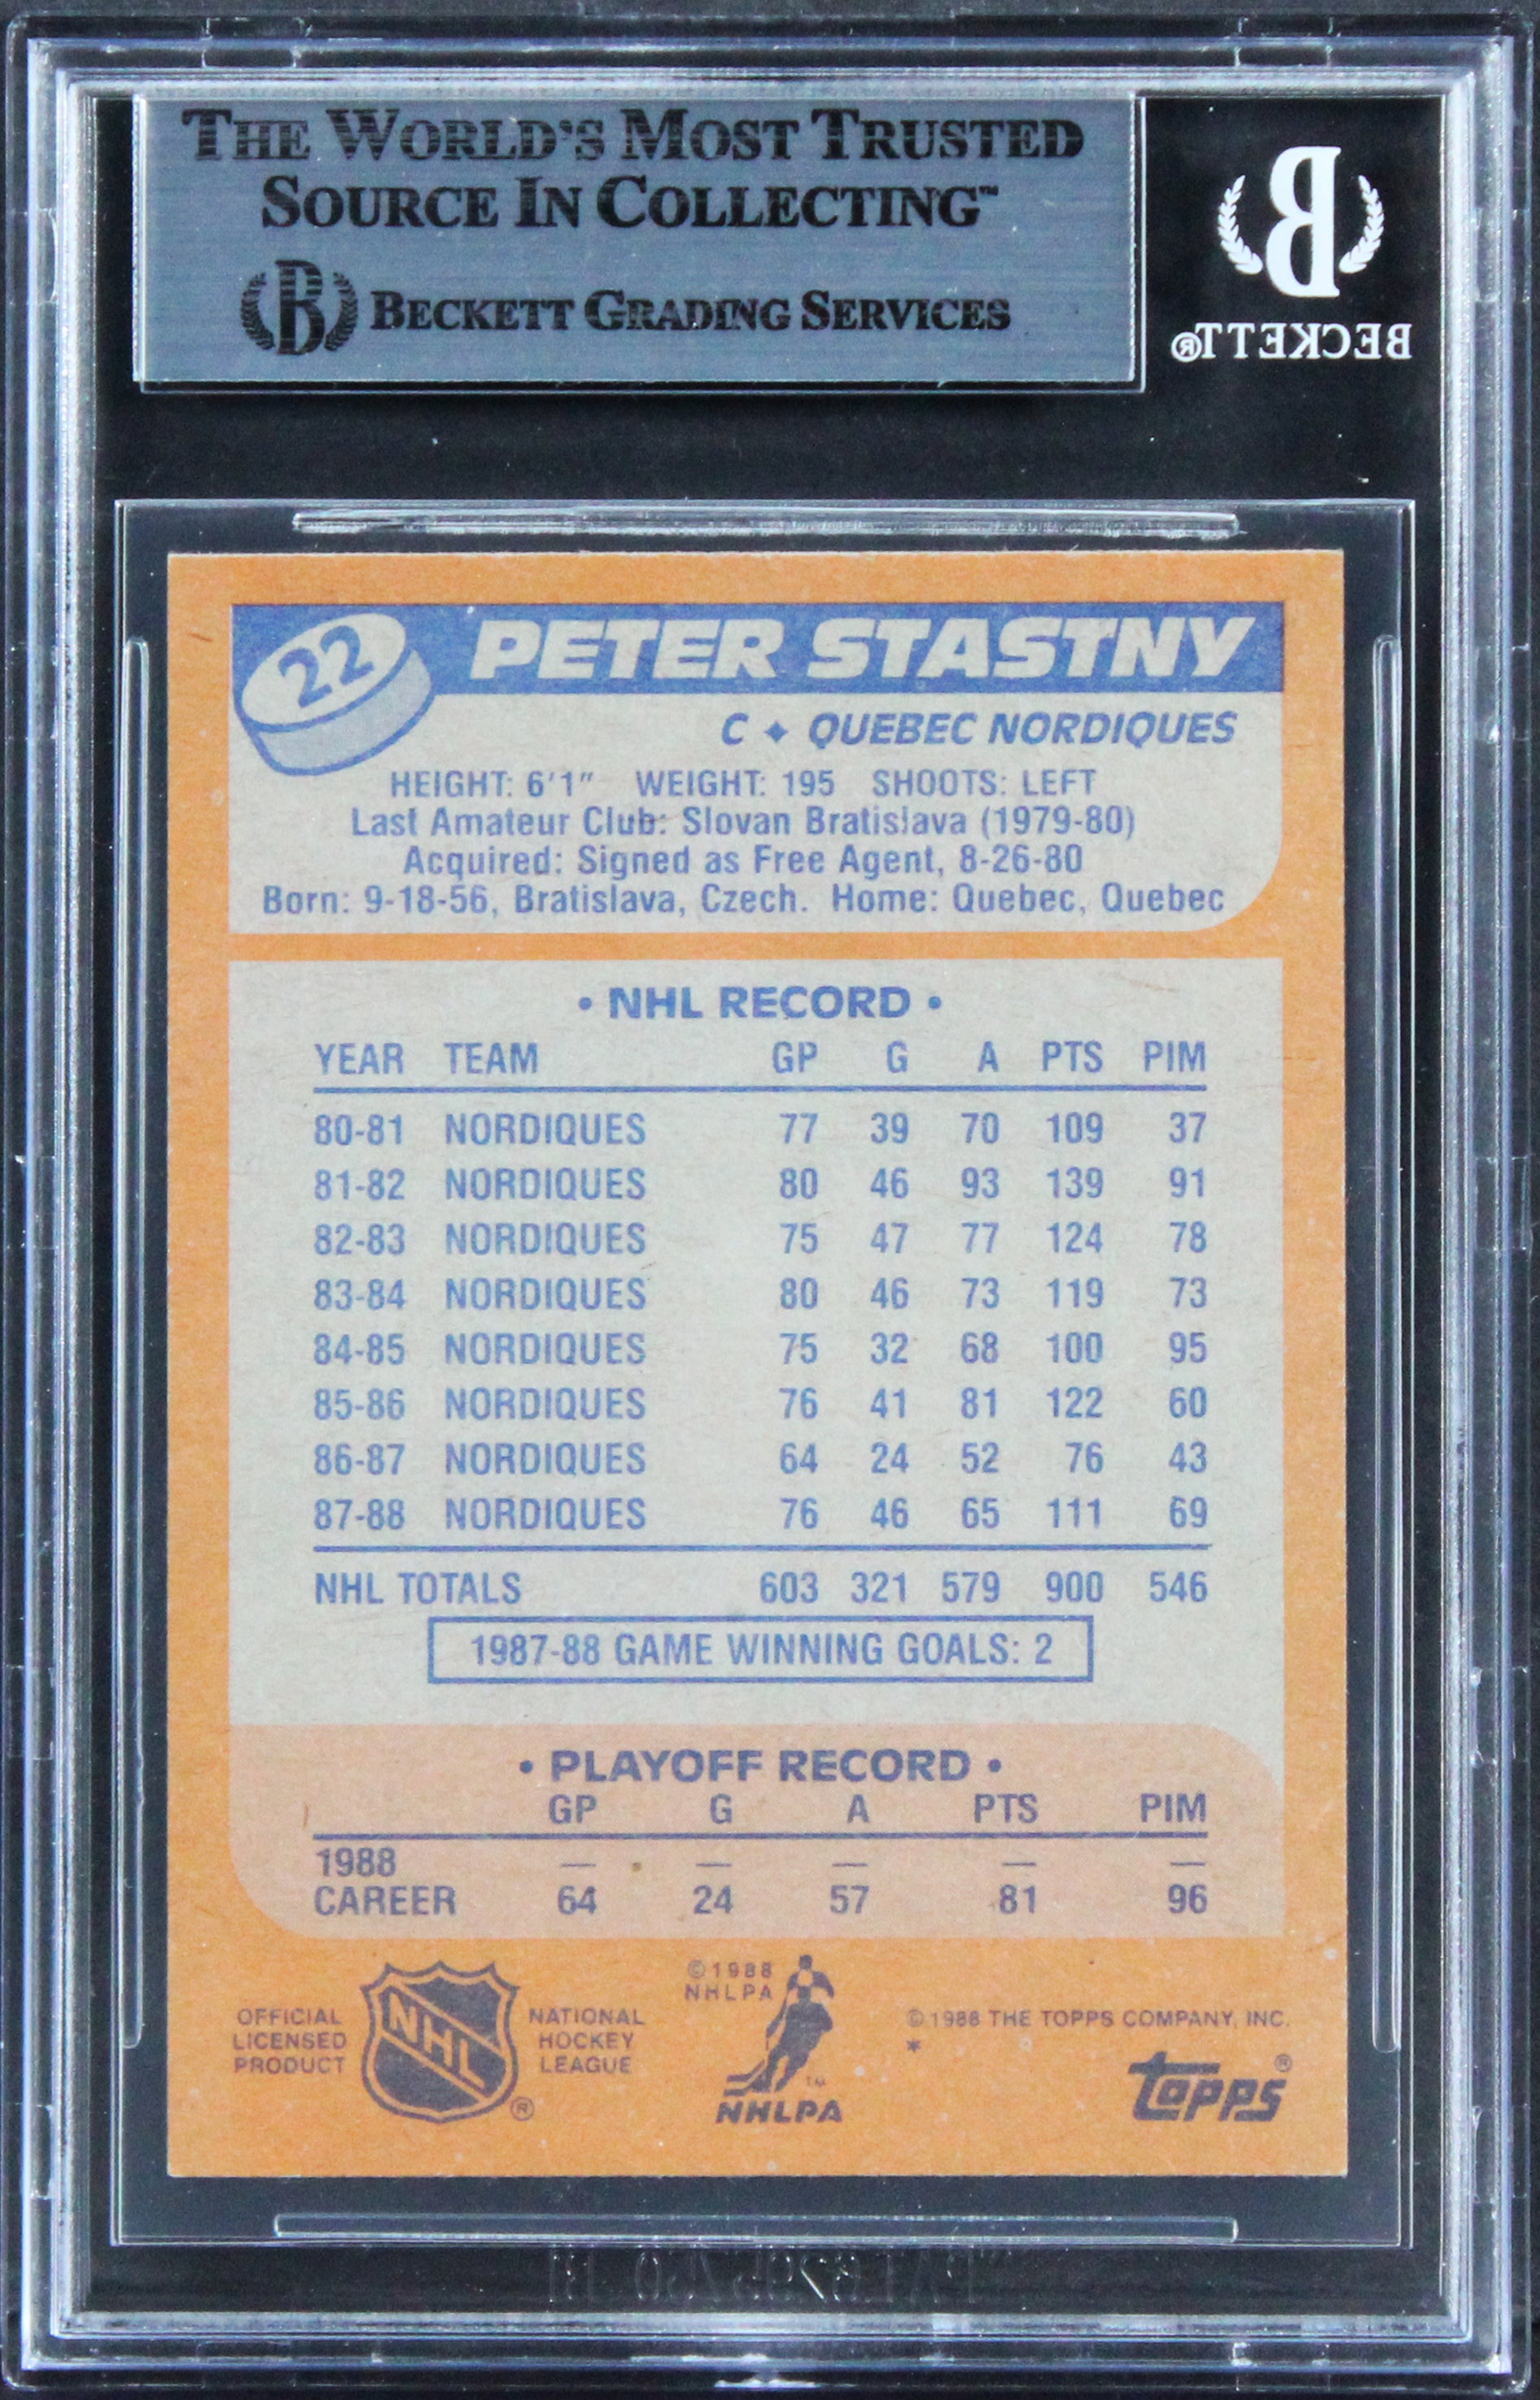 THE WORLD'S MOST TRUSTED
SOURCE IN COLLECTING™
B BECKETT GRADING SERVICES
B
BECKETT®
22 PETER STASTNY
C ♦ QUEBEC NORDIQUES
HEIGHT: 6'1" WEIGHT: 195 SHOOTS: LEFT
Last Amateur Club: Slovan Bratislava (1979-80)
Acquired: Signed as Free Agent, 8-26-80
Born: 9-18-56, Bratislava, Czech. Home: Quebec, Quebec
• NHL RECORD •
YEAR TEAM GP G A PTS PIM
80-81 NORDIQUES 77 39 70 109 37
81-82 NORDIQUES 80 46 93 139 91
82-83 NORDIQUES 75 47 77 124 78
83-84 NORDIQUES 80 46 73 119 73
84-85 NORDIQUES 75 32 68 100 95
85-86 NORDIQUES 76 41 81 122 60
86-87 NORDIQUES 64 24 52 76 43
87-88 NORDIQUES 76 46 65 111 69
NHL TOTALS 603 321 579 900 546
1987-88 GAME WINNING GOALS: 2
• PLAYOFF RECORD •
GP G A PTS PIM
1988 — — — — —
CAREER 64 24 57 81 96
OFFICIAL LICENSED PRODUCT
NHL ®
NATIONAL HOCKEY LEAGUE
©1988 NHLPA
™
NHLPA
©1988 THE TOPPS COMPANY, INC.
*
topps®